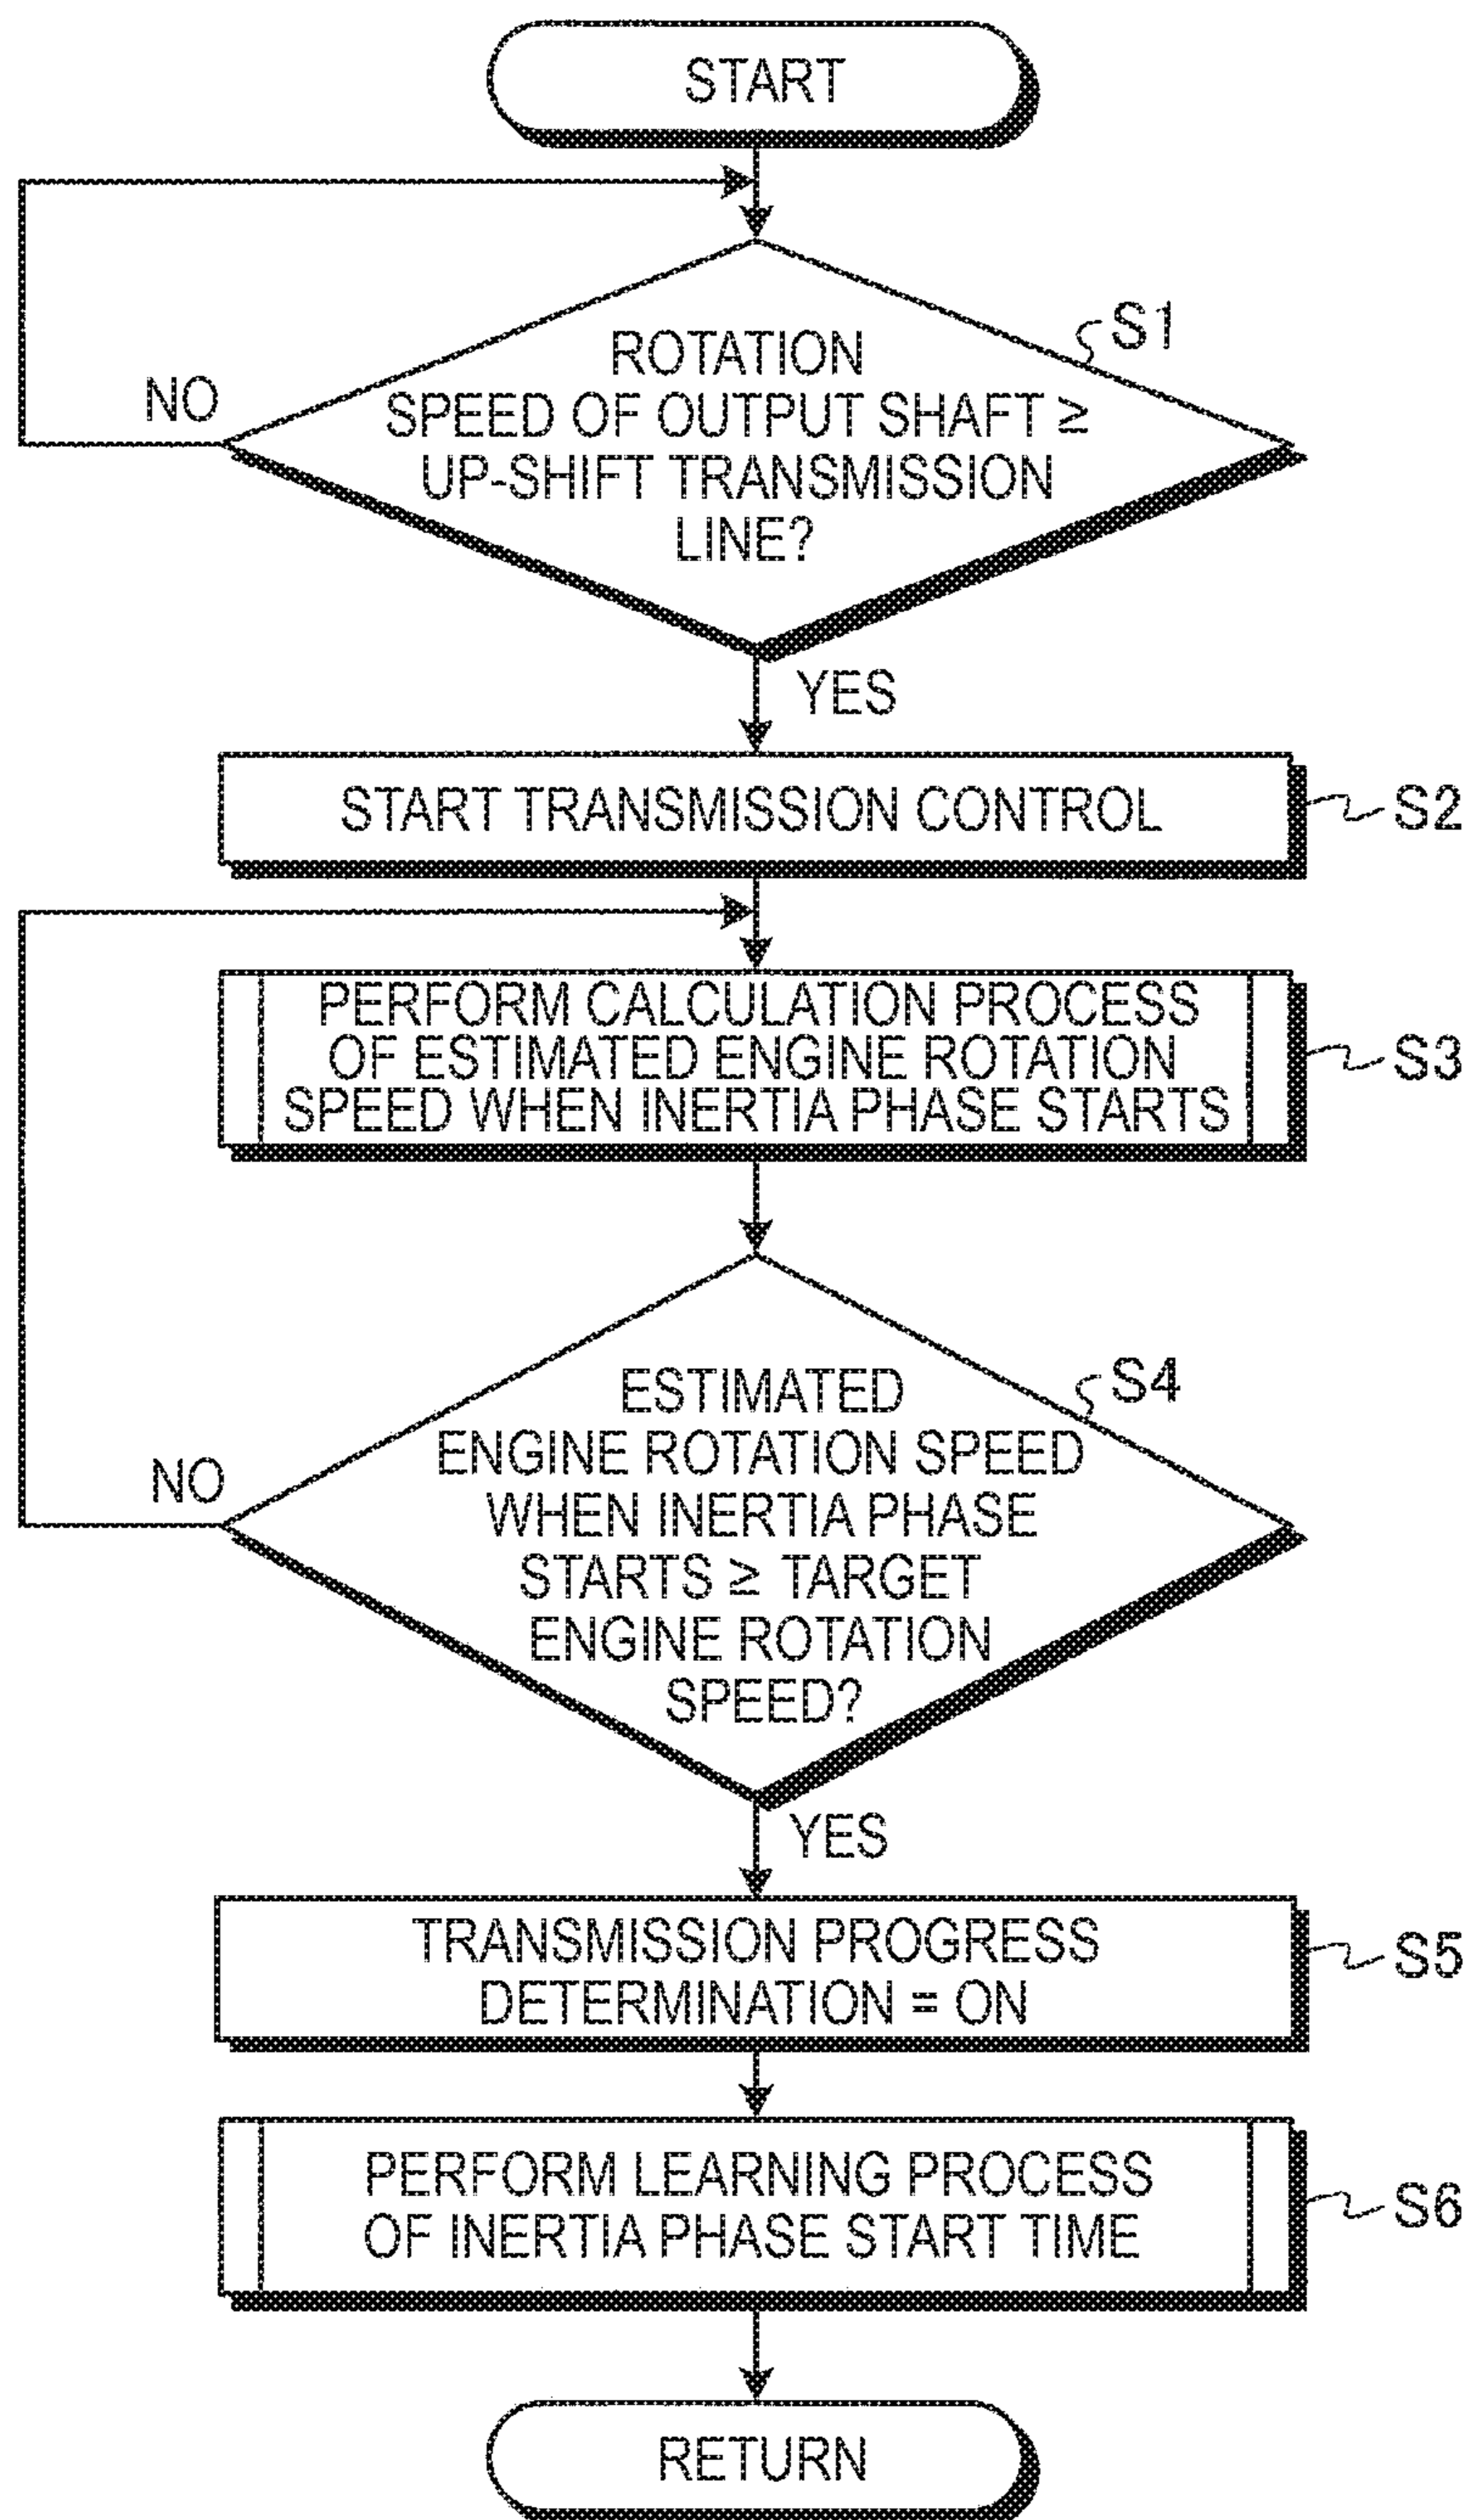 START
S1
NO
ROTATION
SPEED OF OUTPUT SHAFT ≥
UP-SHIFT TRANSMISSION
LINE?
YES
START TRANSMISSION CONTROL
S2
PERFORM CALCULATION PROCESS
OF ESTIMATED ENGINE ROTATION
SPEED WHEN INERTIA PHASE STARTS
S3
S4
NO
ESTIMATED
ENGINE ROTATION SPEED
WHEN INERTIA PHASE
STARTS ≥ TARGET
ENGINE ROTATION
SPEED?
YES
TRANSMISSION PROGRESS
DETERMINATION = ON
S5
PERFORM LEARNING PROCESS
OF INERTIA PHASE START TIME
S6
RETURN